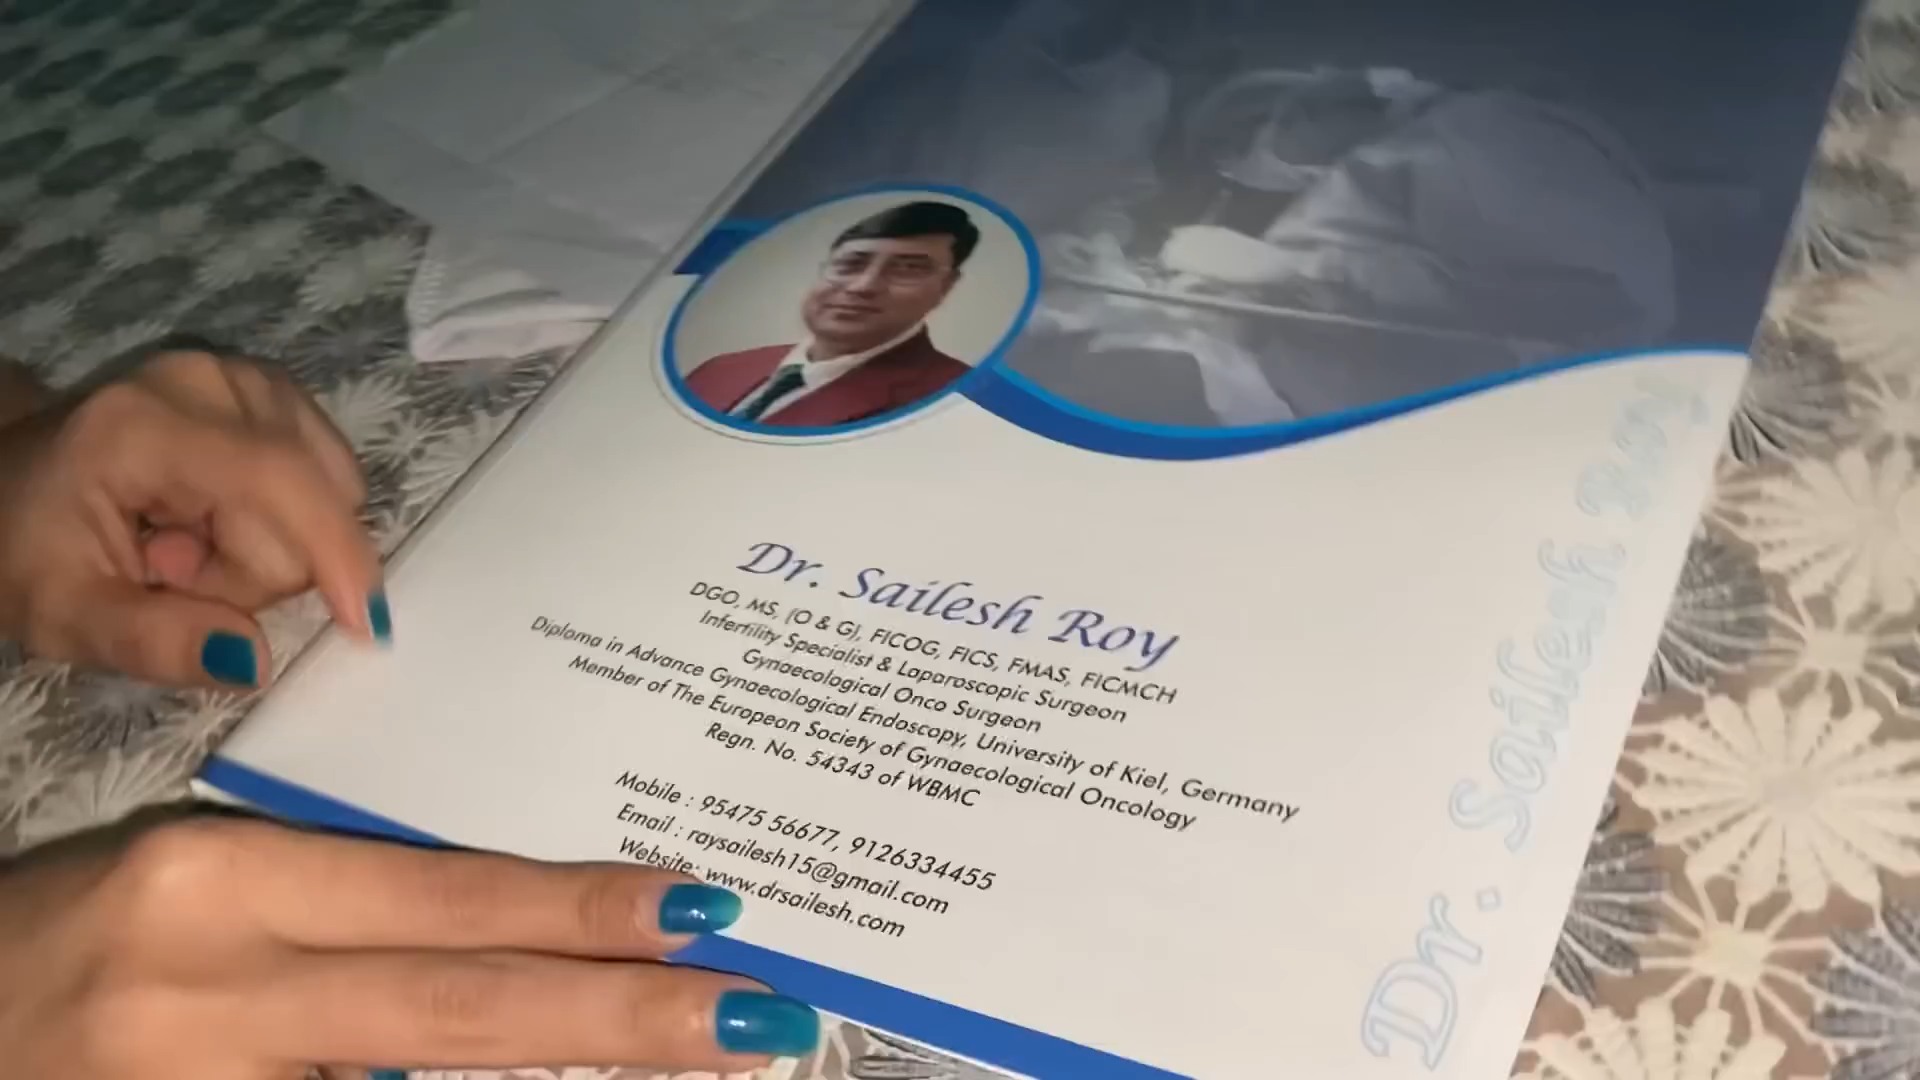 Dr. Sailesh Roy
DGO, MS, (O & G), FICOG, FICS, FMAS, FICMCH
Infertility Specialist & Laparoscopic Surgeon
Gynaecological Onco Surgeon
Diploma in Advance Gynaecological Endoscopy, University of Kiel, Germany
Member of The European Society of Gynaecological Oncology
Regn. No. 54343 of WBMC
Mobile : 95475 56677, 9126334455
Email : raysailesh15@gmail.com
Website: www.drsailesh.com
Dr. Sailesh Roy